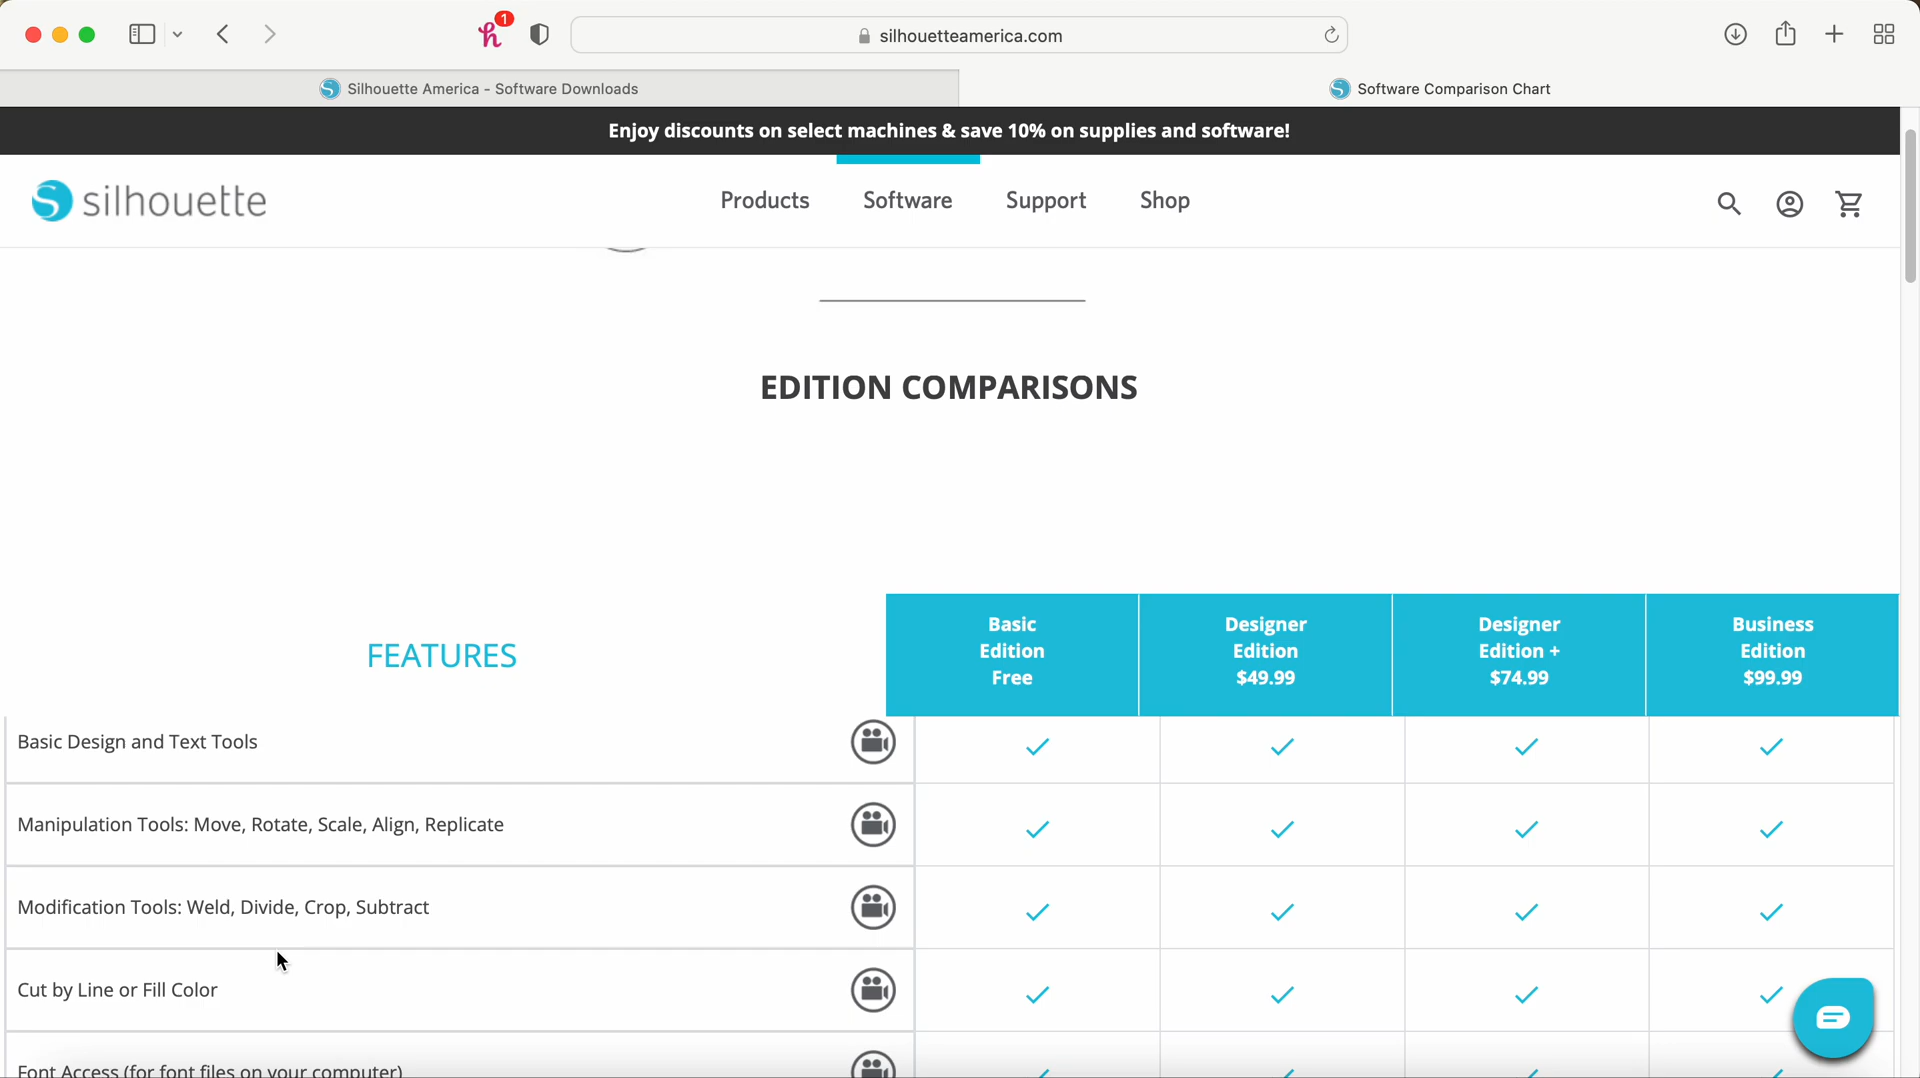 1
silhouetteamerica.com
Silhouette America - Software Downloads
Software Comparison Chart
Enjoy discounts on select machines & save 10% on supplies and software!
silhouette
Products
Software
Support
Shop
EDITION COMPARISONS
FEATURES
Basic
Edition
Free
Designer
Edition
$49.99
Designer
Edition +
$74.99
Business
Edition
$99.99
Basic Design and Text Tools
Manipulation Tools: Move, Rotate, Scale, Align, Replicate
Modification Tools: Weld, Divide, Crop, Subtract
Cut by Line or Fill Color
Font Access (for font files on your computer)